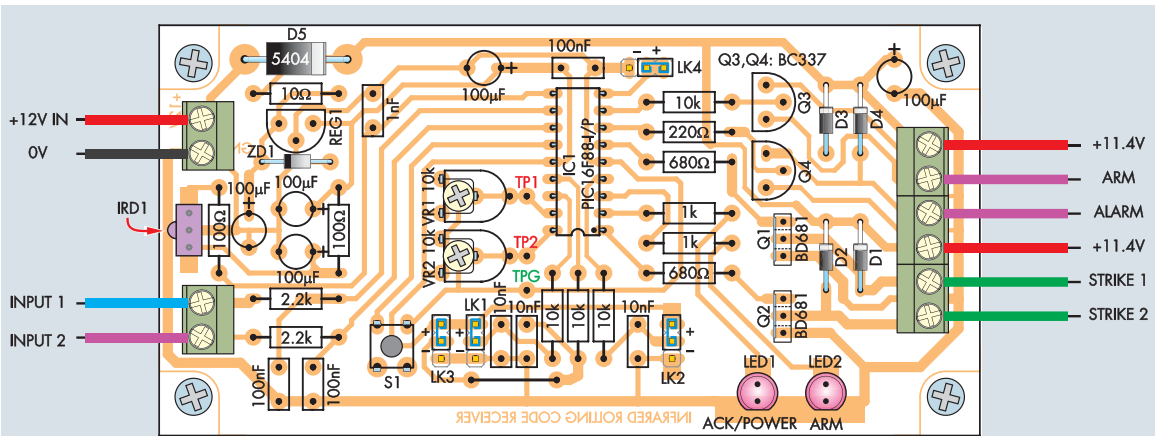 D5
5404
100nF
- +
LK4
Q3,Q4: BC337
+
10Ω
100µF
+
1nF
REG1
IC1
PIC16F88-I/P
10k
220Ω
680Ω
Q3
D3
D4
100µF
+12V IN
0V
ZD1
Q4
+11.4V
ARM
ALARM
+11.4V
STRIKE 1
STRIKE 2
100µF
100µF
IRD1
100Ω
+
+
+
100Ω
100µF
10k
VR1
TP1
10k
VR2
TP2
TPG
1k
1k
680Ω
Q1
BD681
D2
D1
INPUT 1
INPUT 2
2.2k
2.2k
LK1
10nF
10nF
10k
10k
10k
10nF
Q2
BD681
+
-
+
-
+
-
S1
LK3
LK2
100nF
100nF
LED1
LED2
ACK/POWER
ARM
INFRARED ROLLING CODE RECEIVER